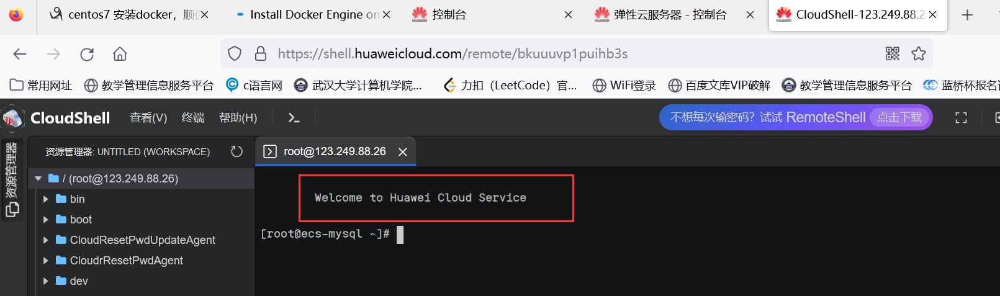 centos7 安装docker，顺
Install Docker Engine on
控制台
弹性云服务器 - 控制台
CloudShell-123.249.88.2
https://shell.huaweicloud.com/remote/bkuuuvp1puihb3s
常用网址 教学管理信息服务平台 c语言网 武汉大学计算机学院... 力扣（LeetCode）官... WiFi登录 百度文库VIP破解 教学管理信息服务平台 蓝桥杯报名
CloudShell 查看(V) 终端 帮助(H) 不想每次输密码？试试 RemoteShell 点击下载
资源管理器
资源管理器: UNTITLED (WORKSPACE)
root@123.249.88.26
/ (root@123.249.88.26)
bin
boot
CloudResetPwdUpdateAgent
CloudrResetPwdAgent
dev
Welcome to Huawei Cloud Service
[root@ecs-mysql ~]#